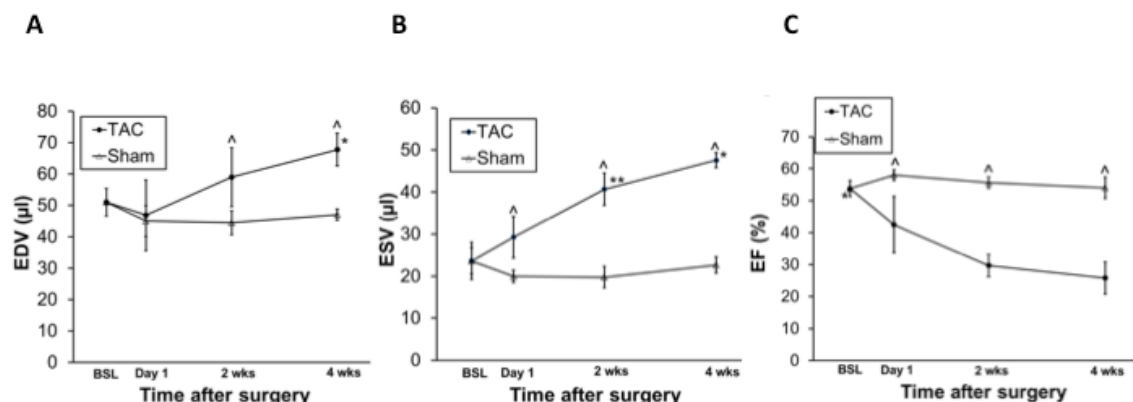 A
EDV (µl)
80
70
60
50
40
30
20
10
0
TAC
Sham
^
^
*
BSL Day 1 2 wks 4 wks
Time after surgery
B
ESV (µl)
60
50
40
30
20
10
0
TAC
Sham
^
^
**
^
*
BSL Day 1 2 wks 4 wks
Time after surgery
C
EF (%)
70
60
50
40
30
20
10
0
TAC
Sham
*
^
^
^
BSL Day 1 2 wks 4 wks
Time after surgery